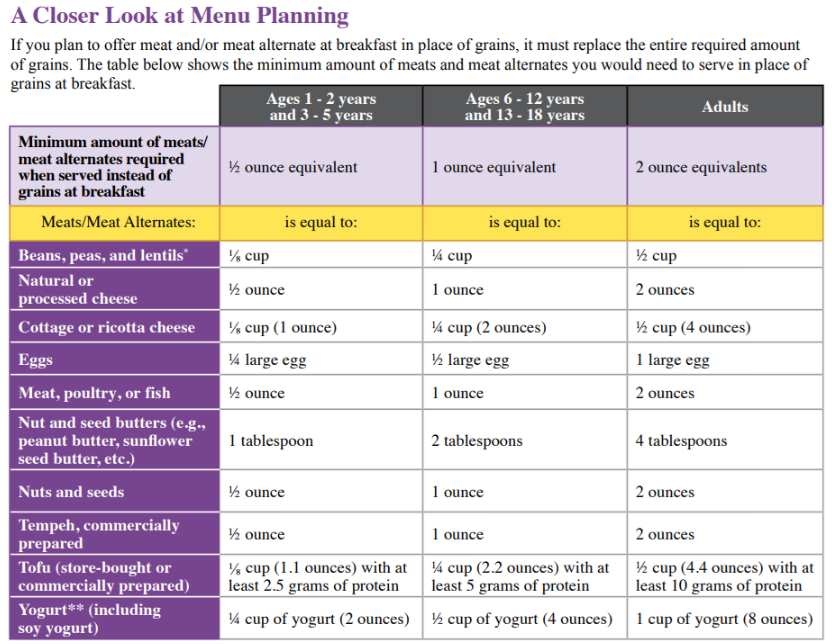 A Closer Look at Menu Planning
If you plan to offer meat and/or meat alternate at breakfast in place of grains, it must replace the entire required amount
of grains. The table below shows the minimum amount of meats and meat alternates you would need to serve in place of
grains at breakfast.
Ages 1 - 2 years
and 3 - 5 years
Ages 6 - 12 years
and 13 - 18 years
Adults
Minimum amount of meats/
meat alternates required
when served instead of
grains at breakfast
½ ounce equivalent
1 ounce equivalent
2 ounce equivalents
Meats/Meat Alternates:
is equal to:
is equal to:
is equal to:
Beans, peas, and lentils*
⅛ cup
¼ cup
½ cup
Natural or
processed cheese
½ ounce
1 ounce
2 ounces
Cottage or ricotta cheese
⅛ cup (1 ounce)
¼ cup (2 ounces)
½ cup (4 ounces)
Eggs
¼ large egg
½ large egg
1 large egg
Meat, poultry, or fish
½ ounce
1 ounce
2 ounces
Nut and seed butters (e.g.,
peanut butter, sunflower
seed butter, etc.)
1 tablespoon
2 tablespoons
4 tablespoons
Nuts and seeds
½ ounce
1 ounce
2 ounces
Tempeh, commercially
prepared
½ ounce
1 ounce
2 ounces
Tofu (store-bought or
commercially prepared)
⅛ cup (1.1 ounces) with at
least 2.5 grams of protein
¼ cup (2.2 ounces) with at
least 5 grams of protein
½ cup (4.4 ounces) with at
least 10 grams of protein
Yogurt** (including
soy yogurt)
¼ cup of yogurt (2 ounces)
½ cup of yogurt (4 ounces)
1 cup of yogurt (8 ounces)